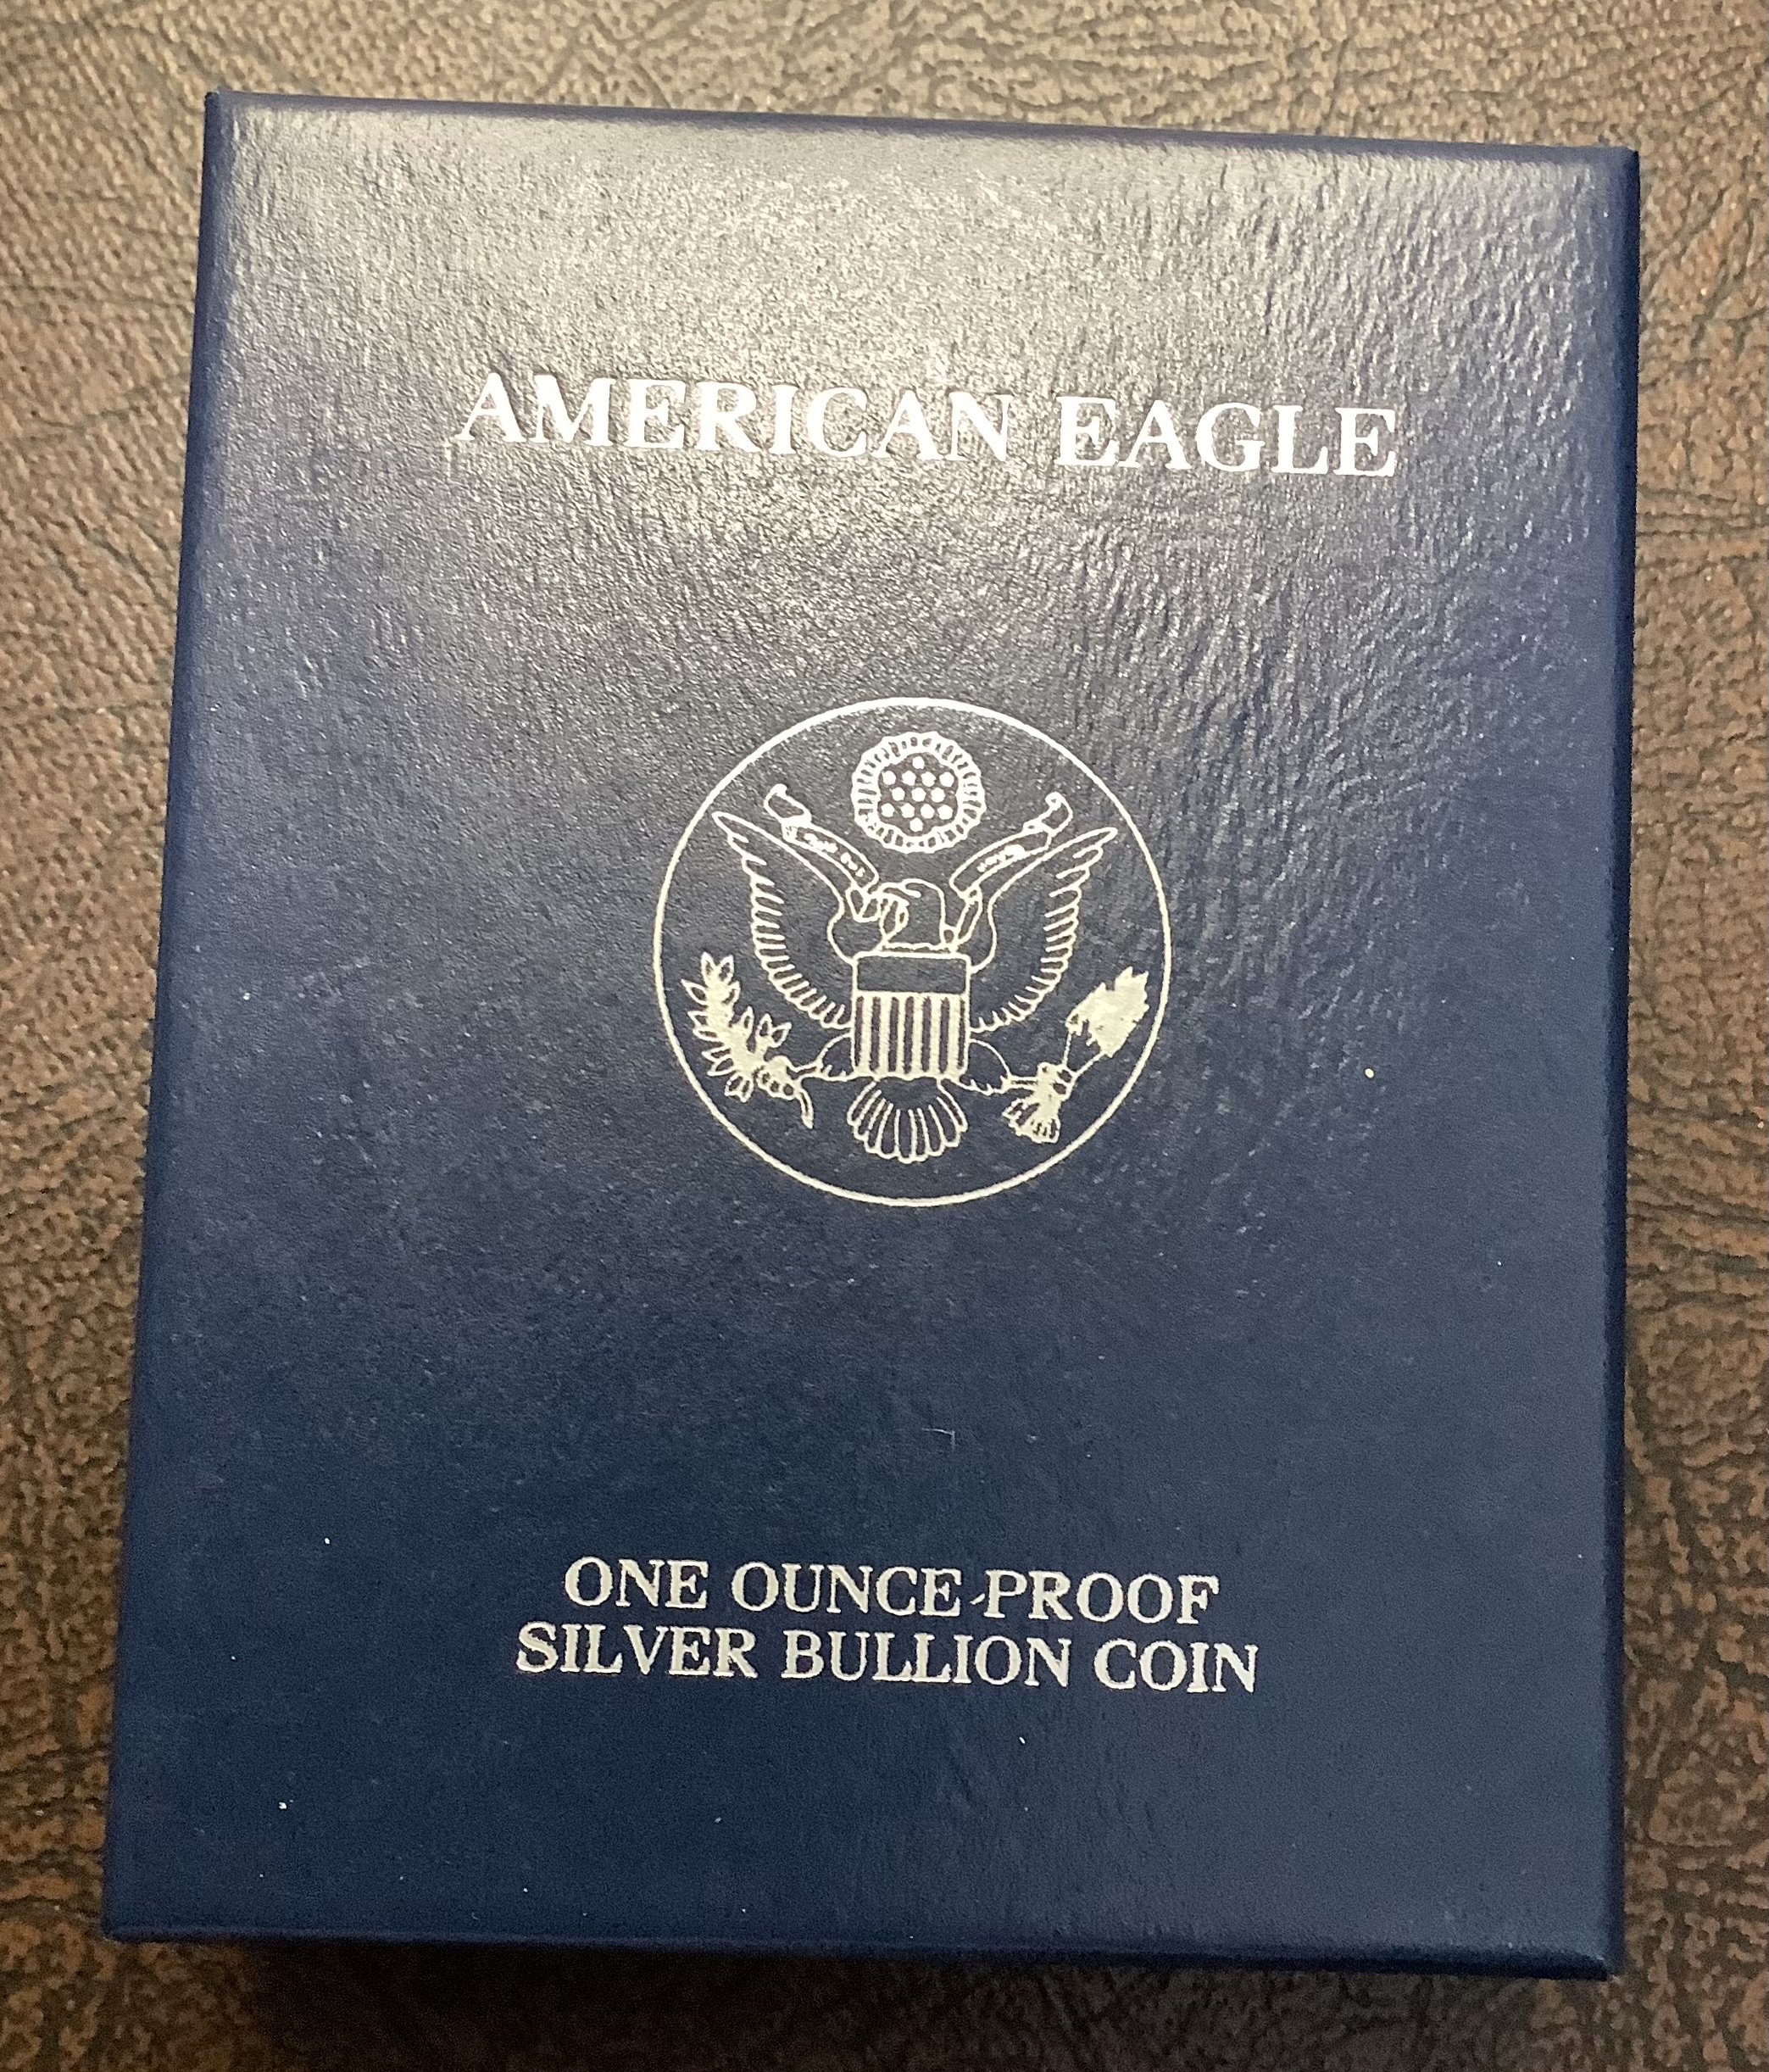 AMERICAN EAGLE
ONE OUNCE PROOF
SILVER BULLION COIN